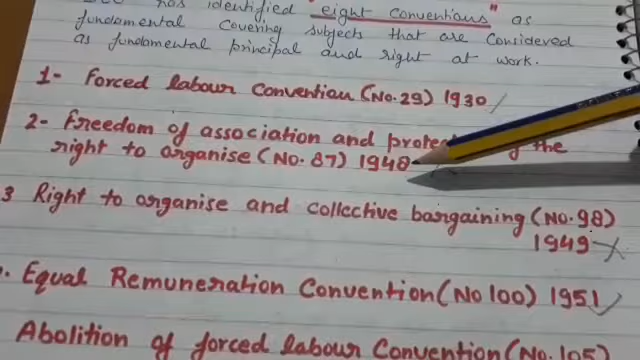 has identified "eight conventions" as
fundamental covering subjects that are considered
as fundamental principal and right at work.
1- Forced labour Convention (No.29) 1930
2- Freedom of association and protect the
right to organise (No. 87) 1948
3 Right to organise and collective bargaining (No.98)
1949
Equal Remuneration Convention (No 100) 1951
Abolition of forced labour Convention (No. 105)